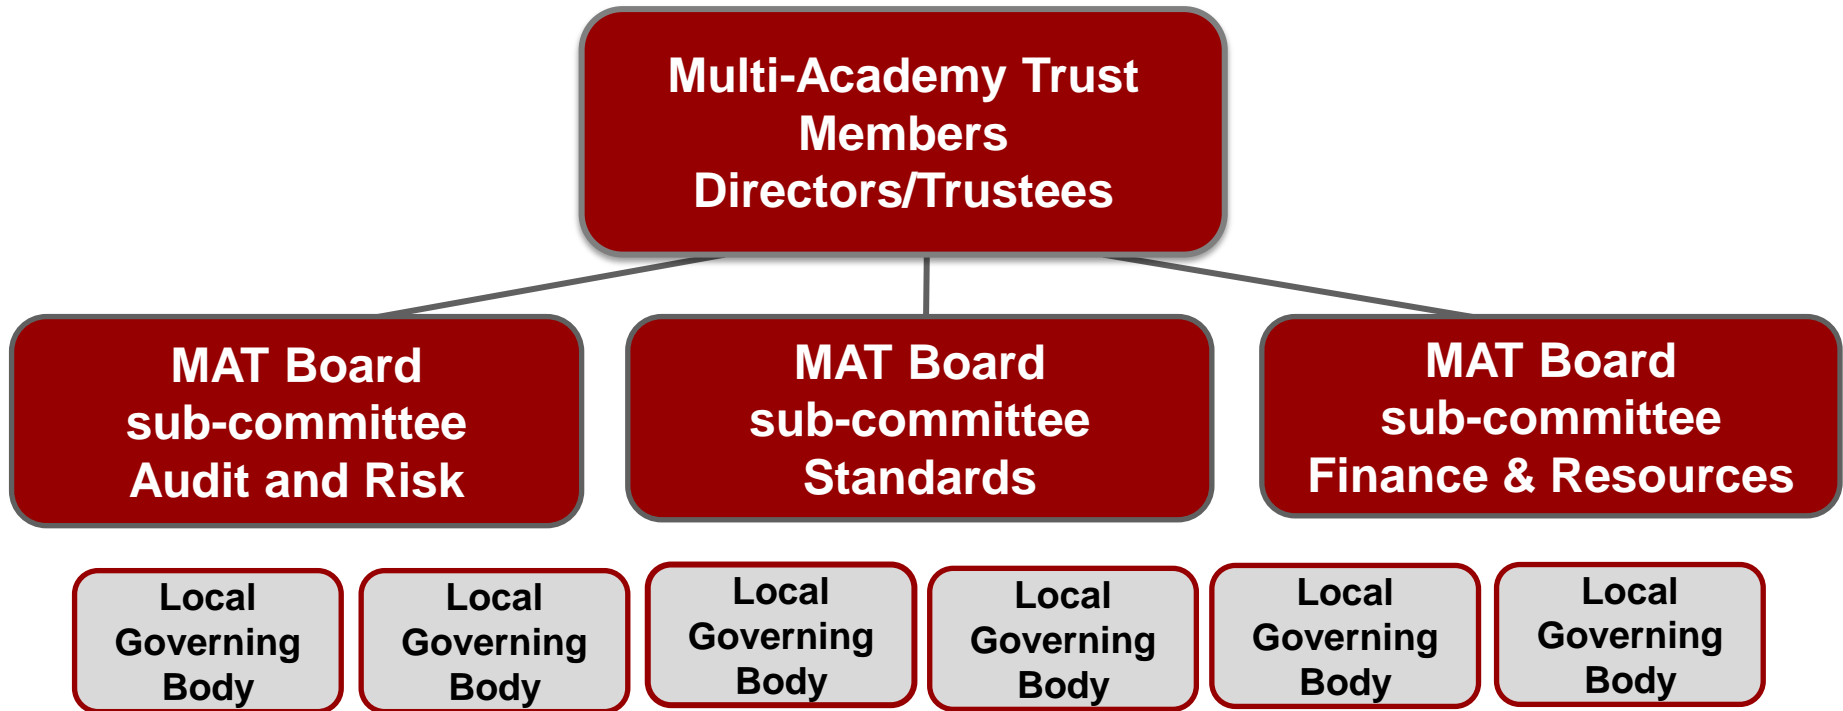 Multi-Academy Trust
Members
Directors/Trustees
MAT Board
sub-committee
Audit and Risk
MAT Board
sub-committee
Standards
MAT Board
sub-committee
Finance & Resources
Local
Governing
Body
Local
Governing
Body
Local
Governing
Body
Local
Governing
Body
Local
Governing
Body
Local
Governing
Body